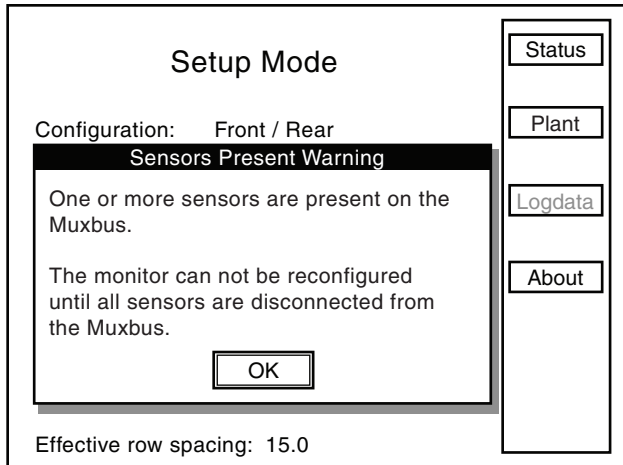 Setup Mode
Configuration: Front / Rear
Sensors Present Warning
One or more sensors are present on the
Muxbus.
The monitor can not be reconfigured
until all sensors are disconnected from
the Muxbus.
OK
Effective row spacing: 15.0
Status
Plant
Logdata
About